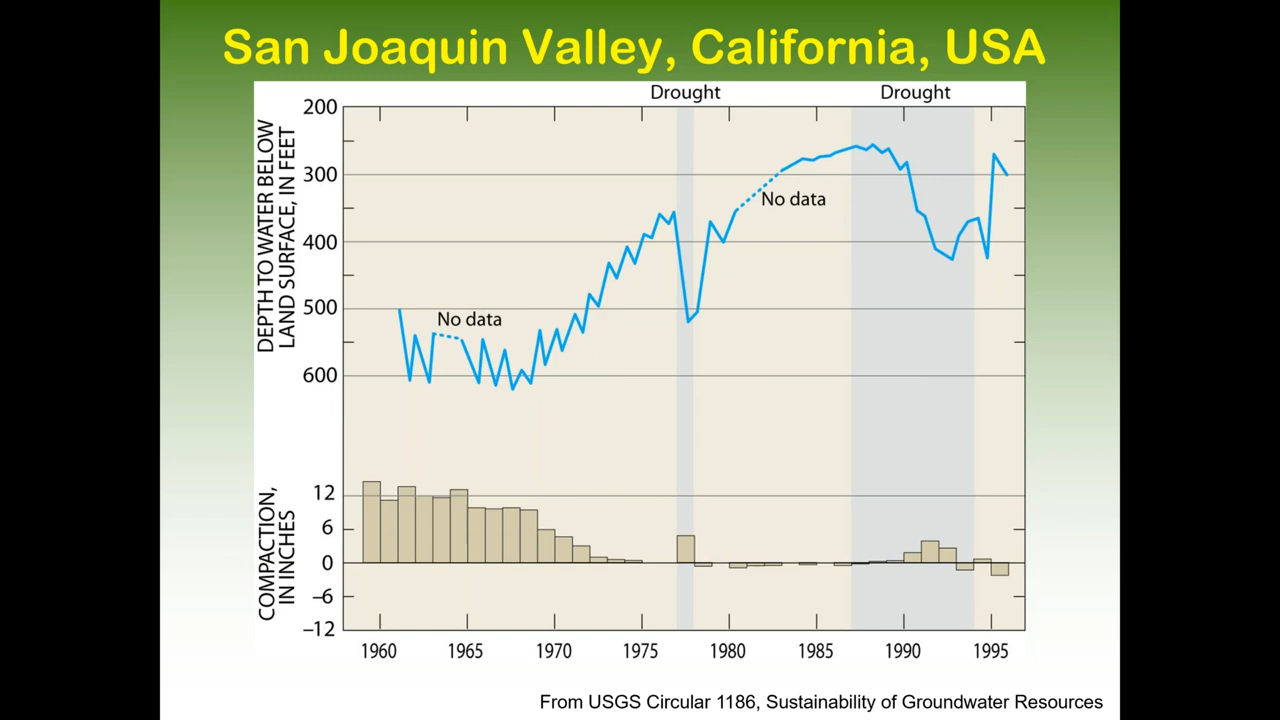 San Joaquin Valley, California, USA
Drought Drought
DEPTH TO WATER BELOW
LAND SURFACE, IN FEET
200
300
400
500
600
No data
No data
COMPACTION,
IN INCHES
12
6
0
–6
–12
1960 1965 1970 1975 1980 1985 1990 1995
From USGS Circular 1186, Sustainability of Groundwater Resources